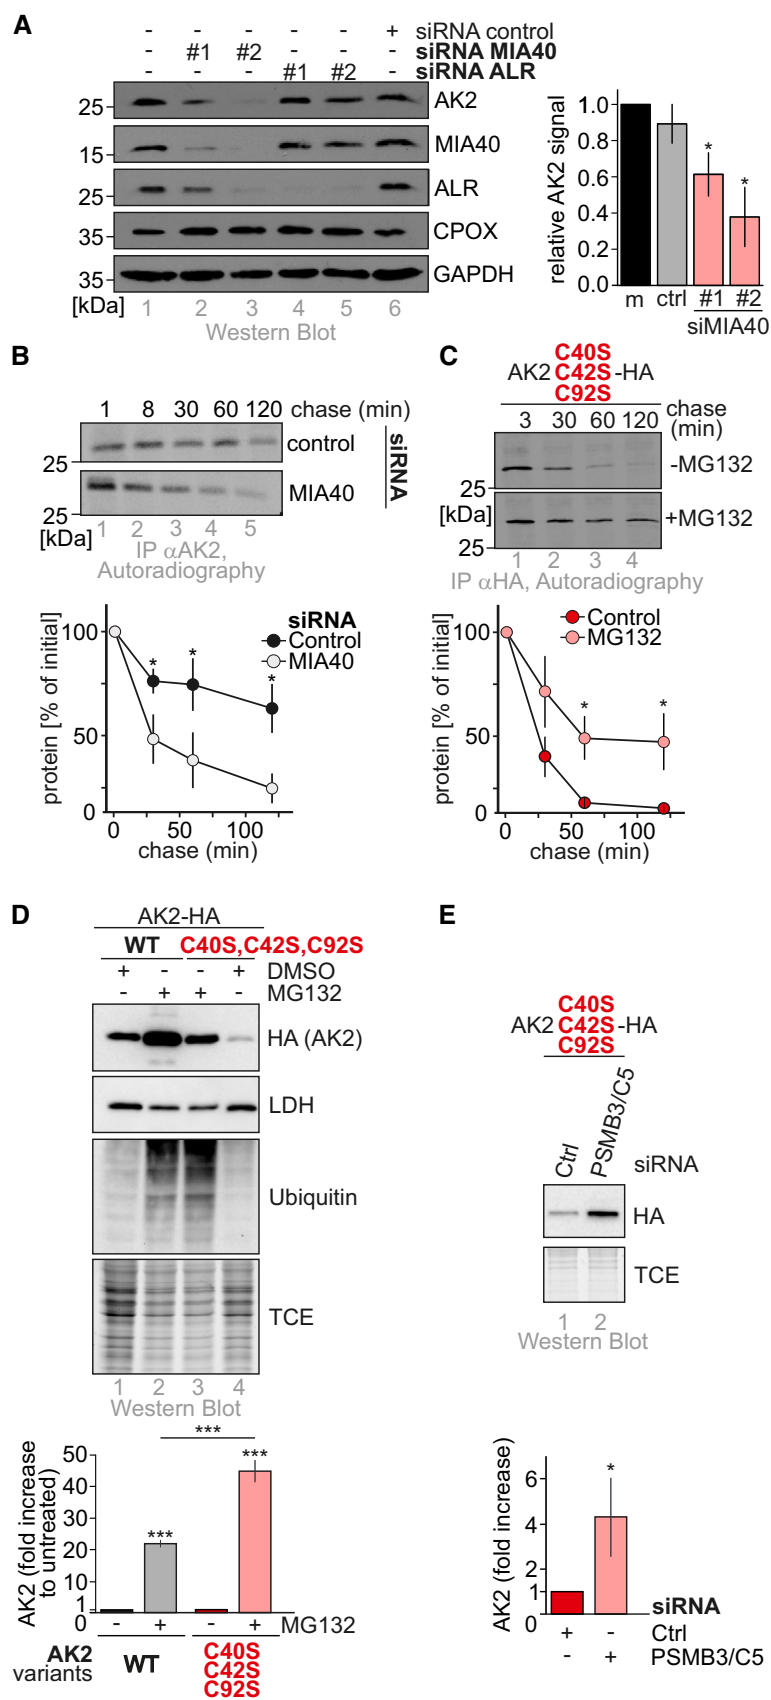 A
- - - - - + siRNA control
- #1 #2 - - - siRNA MIA40
- - - #1 #2 - siRNA ALR
25 AK2
15 MIA40
25 ALR
35 CPOX
35 GAPDH
[kDa] 1 2 3 4 5 6
Western Blot
relative AK2 signal
1.0
0.8
0.6
0.4
0.2
0.0
* *
m ctrl #1 #2
siMIA40
B
1 8 30 60 120 chase (min)
control
25
MIA40
25
siRNA
[kDa] 1 2 3 4 5
IP αAK2,
Autoradiography
protein [% of initial]
100
50
0
siRNA
Control
MIA40
* * *
0 50 100
chase (min)
C
C40S
AK2 C42S -HA
C92S
3 30 60 120 chase
(min)
-MG132
25
[kDa] +MG132
25
1 2 3 4
IP αHA, Autoradiography
protein [% of initial]
100
50
0
Control
MG132
* *
0 50 100
chase (min)
D
AK2-HA
WT C40S,C42S,C92S
+ - - + DMSO
- + + - MG132
HA (AK2)
LDH
Ubiquitin
TCE
1 2 3 4
Western Blot
AK2 (fold increase
to untreated)
50
40
30
20
10
1
0
***
*** ***
- + - + MG132
AK2
variants
WT
C40S
C42S
C92S
E
C40S
AK2 C42S -HA
C92S
Ctrl PSMB3/C5 siRNA
HA
TCE
1 2
Western Blot
AK2 (fold increase)
6
4
2
1
0
*
siRNA
+ - Ctrl
- + PSMB3/C5